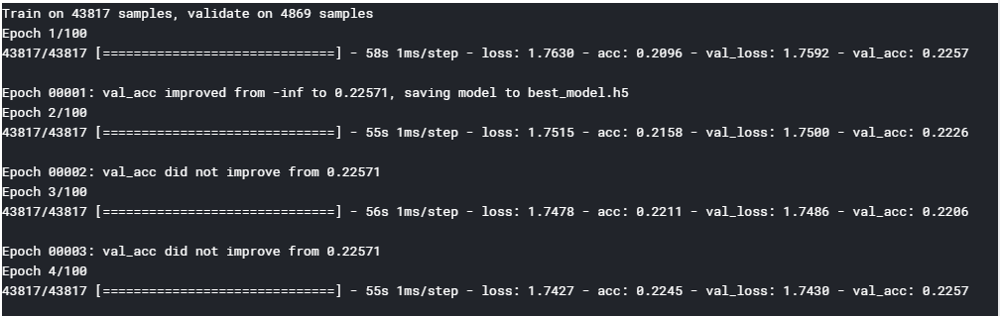 Train on 43817 samples, validate on 4869 samples
Epoch 1/100
43817/43817 [==============================] - 58s 1ms/step - loss: 1.7630 - acc: 0.2096 - val_loss: 1.7592 - val_acc: 0.2257
Epoch 00001: val_acc improved from -inf to 0.22571, saving model to best_model.h5
Epoch 2/100
43817/43817 [==============================] - 55s 1ms/step - loss: 1.7515 - acc: 0.2158 - val_loss: 1.7500 - val_acc: 0.2226
Epoch 00002: val_acc did not improve from 0.22571
Epoch 3/100
43817/43817 [==============================] - 56s 1ms/step - loss: 1.7478 - acc: 0.2211 - val_loss: 1.7486 - val_acc: 0.2206
Epoch 00003: val_acc did not improve from 0.22571
Epoch 4/100
43817/43817 [==============================] - 55s 1ms/step - loss: 1.7427 - acc: 0.2245 - val_loss: 1.7430 - val_acc: 0.2257